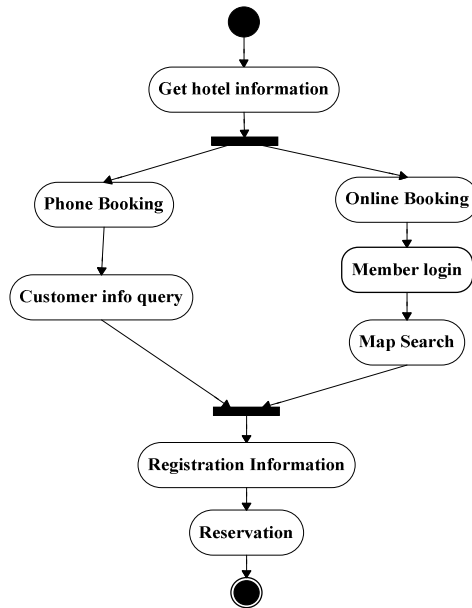 Get hotel information
Phone Booking
Online Booking
Member login
Customer info query
Map Search
Registration Information
Reservation